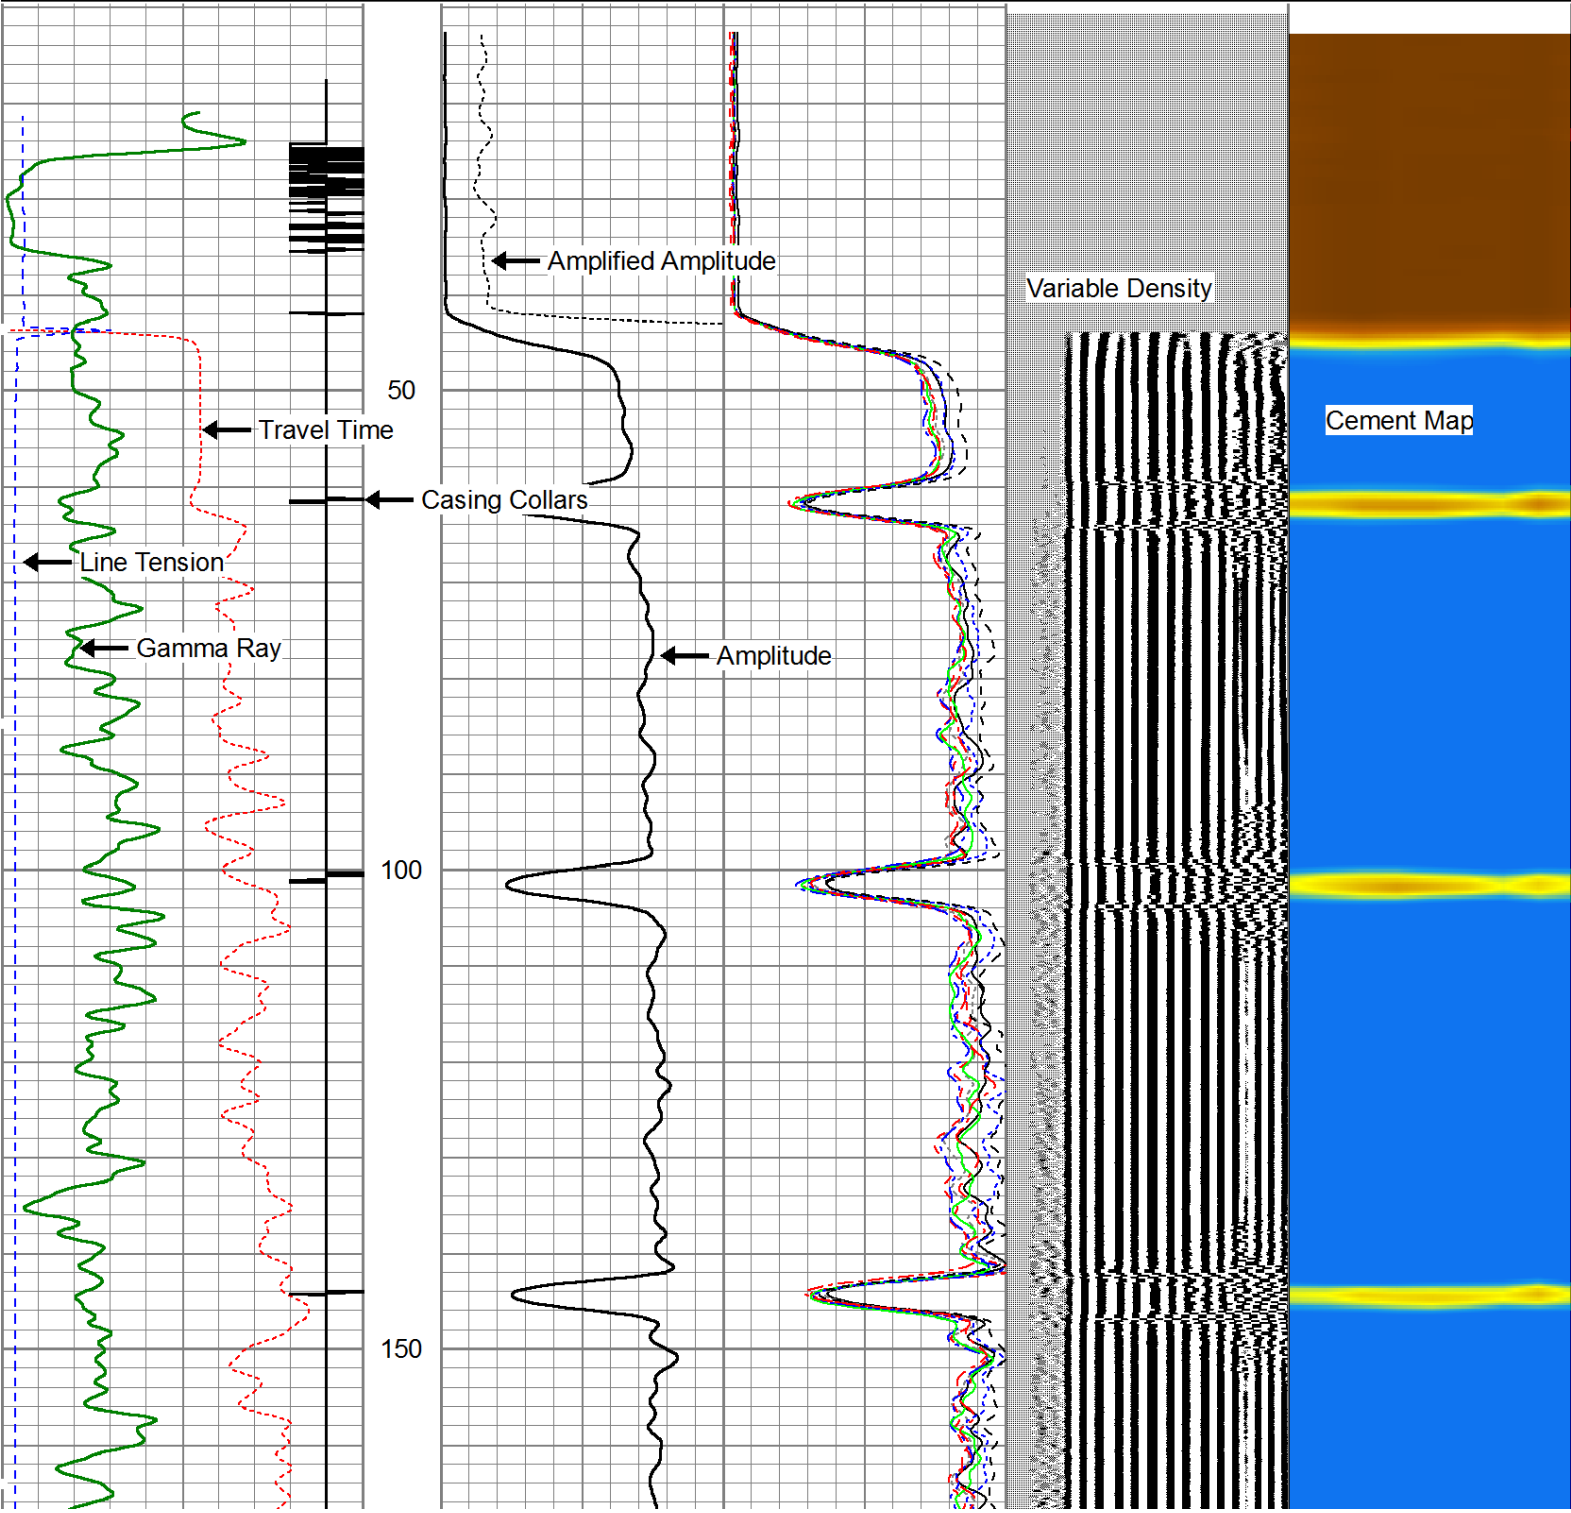 Amplified Amplitude
Variable Density
50
Cement Map
Travel Time
Casing Collars
Line Tension
Gamma Ray
Amplitude
100
150